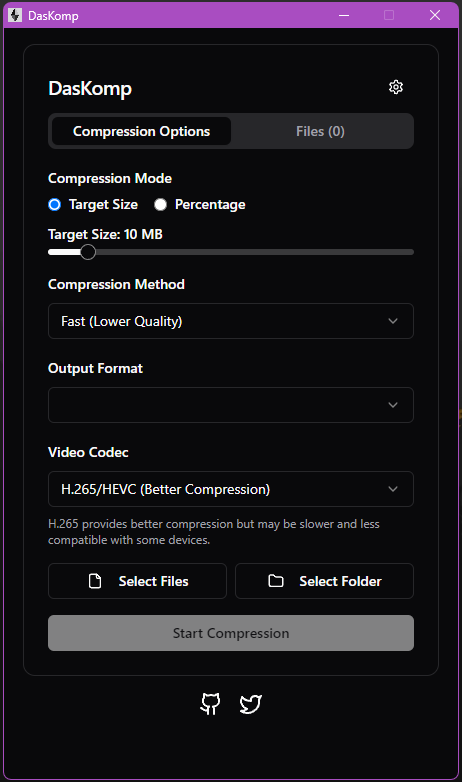 DasKomp
DasKomp
Compression Options Files (0)
Compression Mode
Target Size Percentage
Target Size: 10 MB
Compression Method
Fast (Lower Quality)
Output Format
Video Codec
H.265/HEVC (Better Compression)
H.265 provides better compression but may be slower and less
compatible with some devices.
Select Files Select Folder
Start Compression